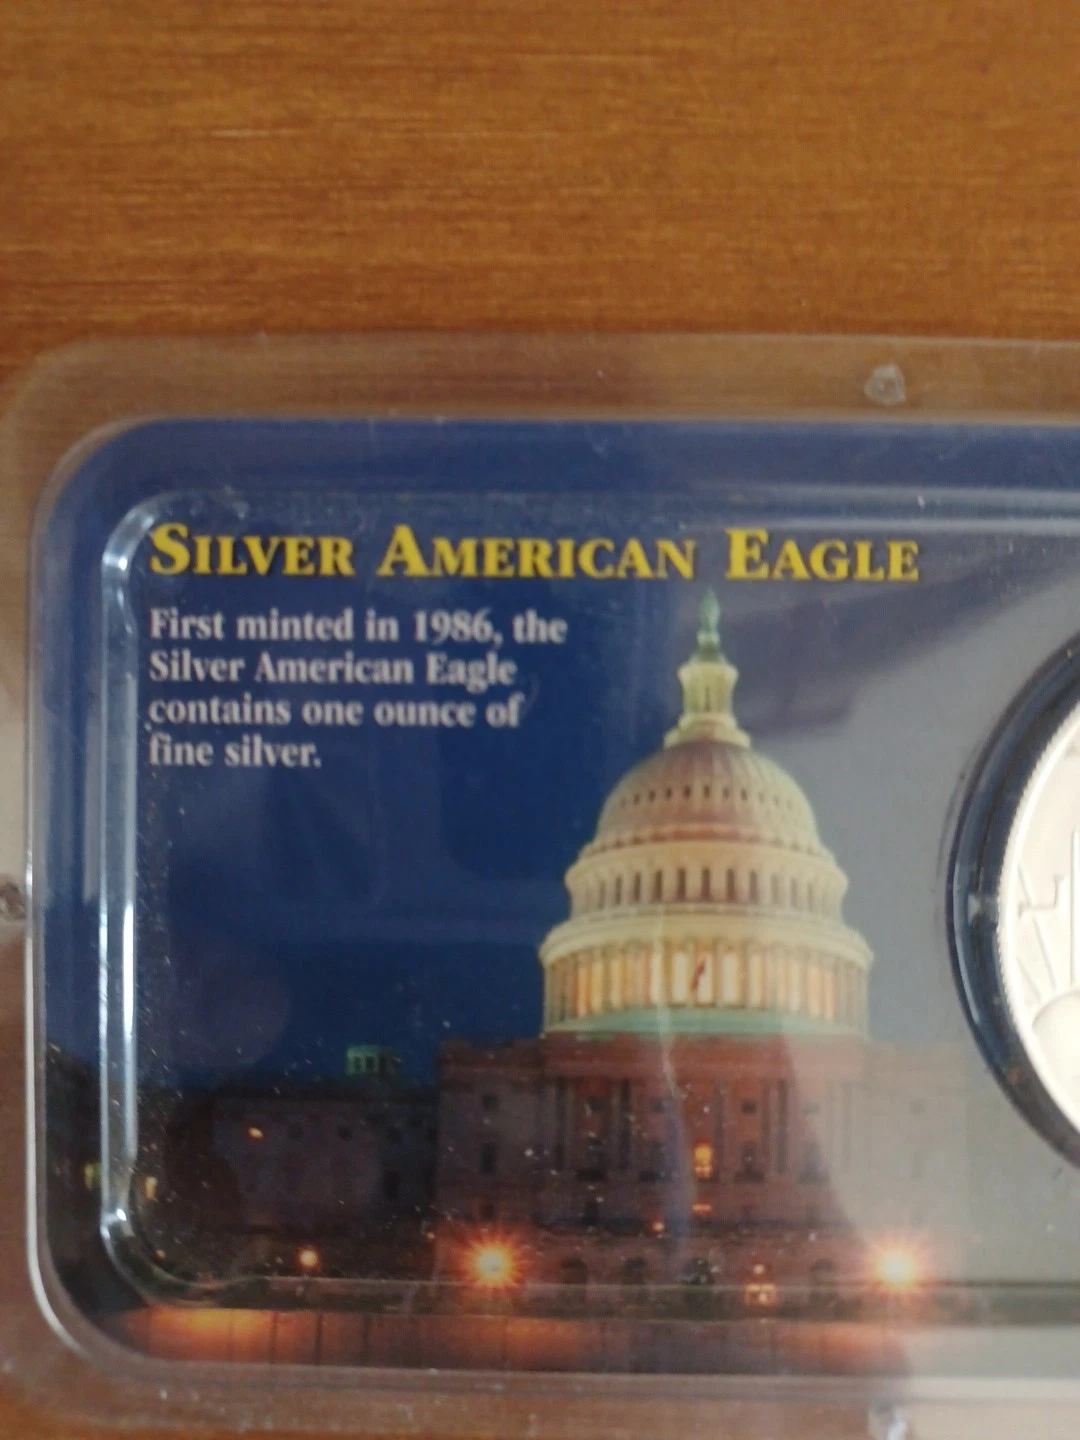 SILVER AMERICAN EAGLE
First minted in 1986, the
Silver American Eagle
contains one ounce of
fine silver.